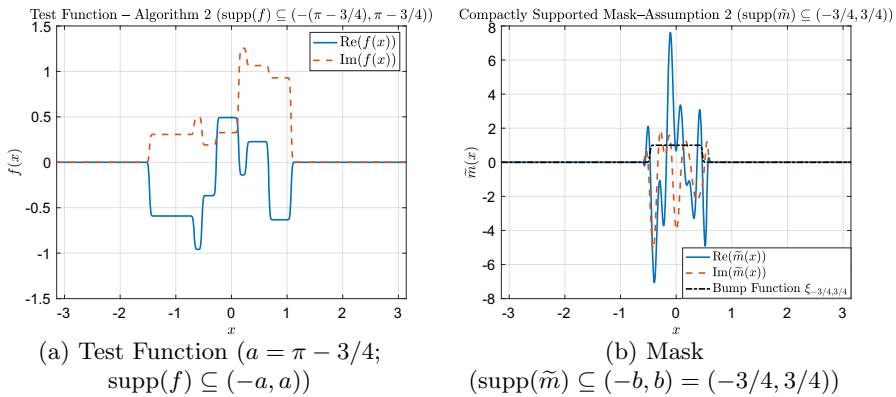 Test Function – Algorithm 2 (supp(f) ⊆ (-(π − 3/4), π − 3/4))
1.5
1
0.5
0
-0.5
-1
-1.5
f(x)
Re(f(x))
Im(f(x))
-3 -2 -1 0 1 2 3
x
(a) Test Function (a = π − 3/4;
supp(f) ⊆ (−a, a))
Compactly Supported Mask–Assumption 2 (supp(m̃) ⊆ (−3/4, 3/4))
8
6
4
2
0
-2
-4
-6
-8
m̃(x)
Re(m̃(x))
Im(m̃(x))
Bump Function ξ₋₃/₄,₃/₄
-3 -2 -1 0 1 2 3
x
(b) Mask
(supp(m̃) ⊆ (−b, b) = (−3/4, 3/4))